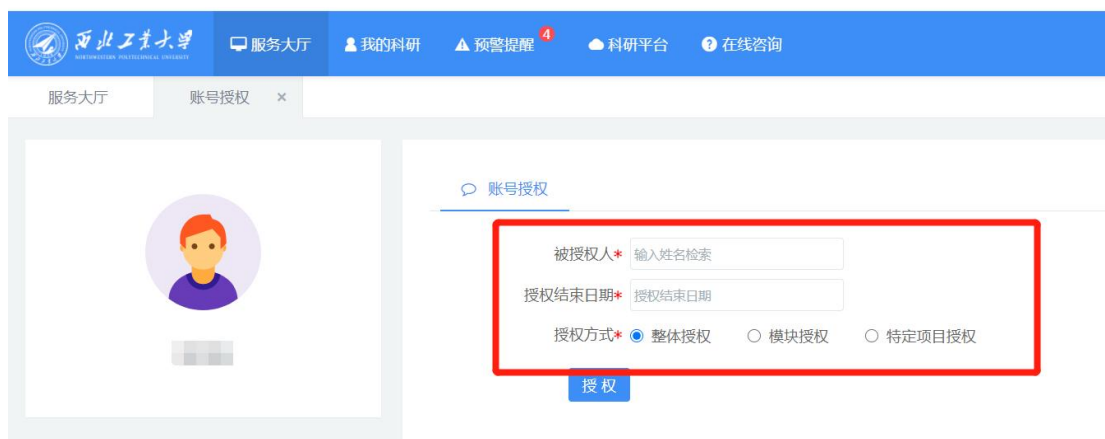 西北工业大学
NORTHWESTERN POLYTECHNICAL UNIVERSITY
服务大厅
我的科研
预警提醒 4
科研平台
在线咨询
服务大厅
账号授权 ×
账号授权
被授权人* 输入姓名检索
授权结束日期* 授权结束日期
授权方式* 整体授权 模块授权 特定项目授权
授 权